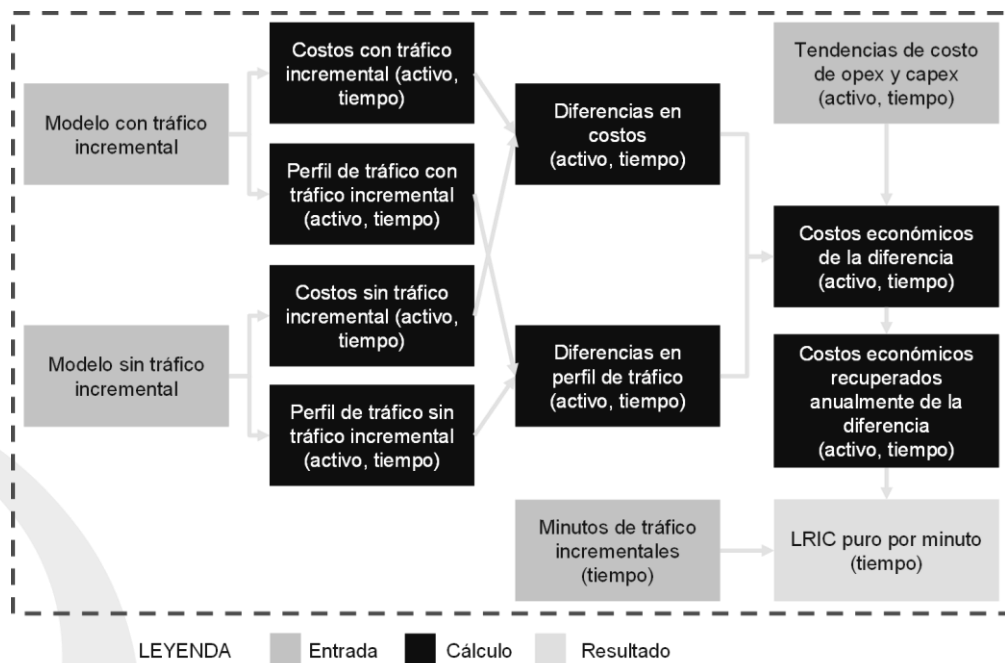 Modelo con tráfico
incremental
Modelo sin tráfico
incremental
Costos con tráfico
incremental (activo,
tiempo)
Perfil de tráfico con
tráfico incremental
(activo, tiempo)
Costos sin tráfico
incremental (activo,
tiempo)
Perfil de tráfico sin
tráfico incremental
(activo, tiempo)
Diferencias en
costos
(activo, tiempo)
Diferencias en
perfil de tráfico
(activo, tiempo)
Minutos de tráfico
incrementales
(tiempo)
Tendencias de costo
de opex y capex
(activo, tiempo)
Costos económicos
de la diferencia
(activo, tiempo)
Costos económicos
recuperados
anualmente de la
diferencia
(activo, tiempo)
LRIC puro por minuto
(tiempo)
LEYENDA
Entrada
Cálculo
Resultado